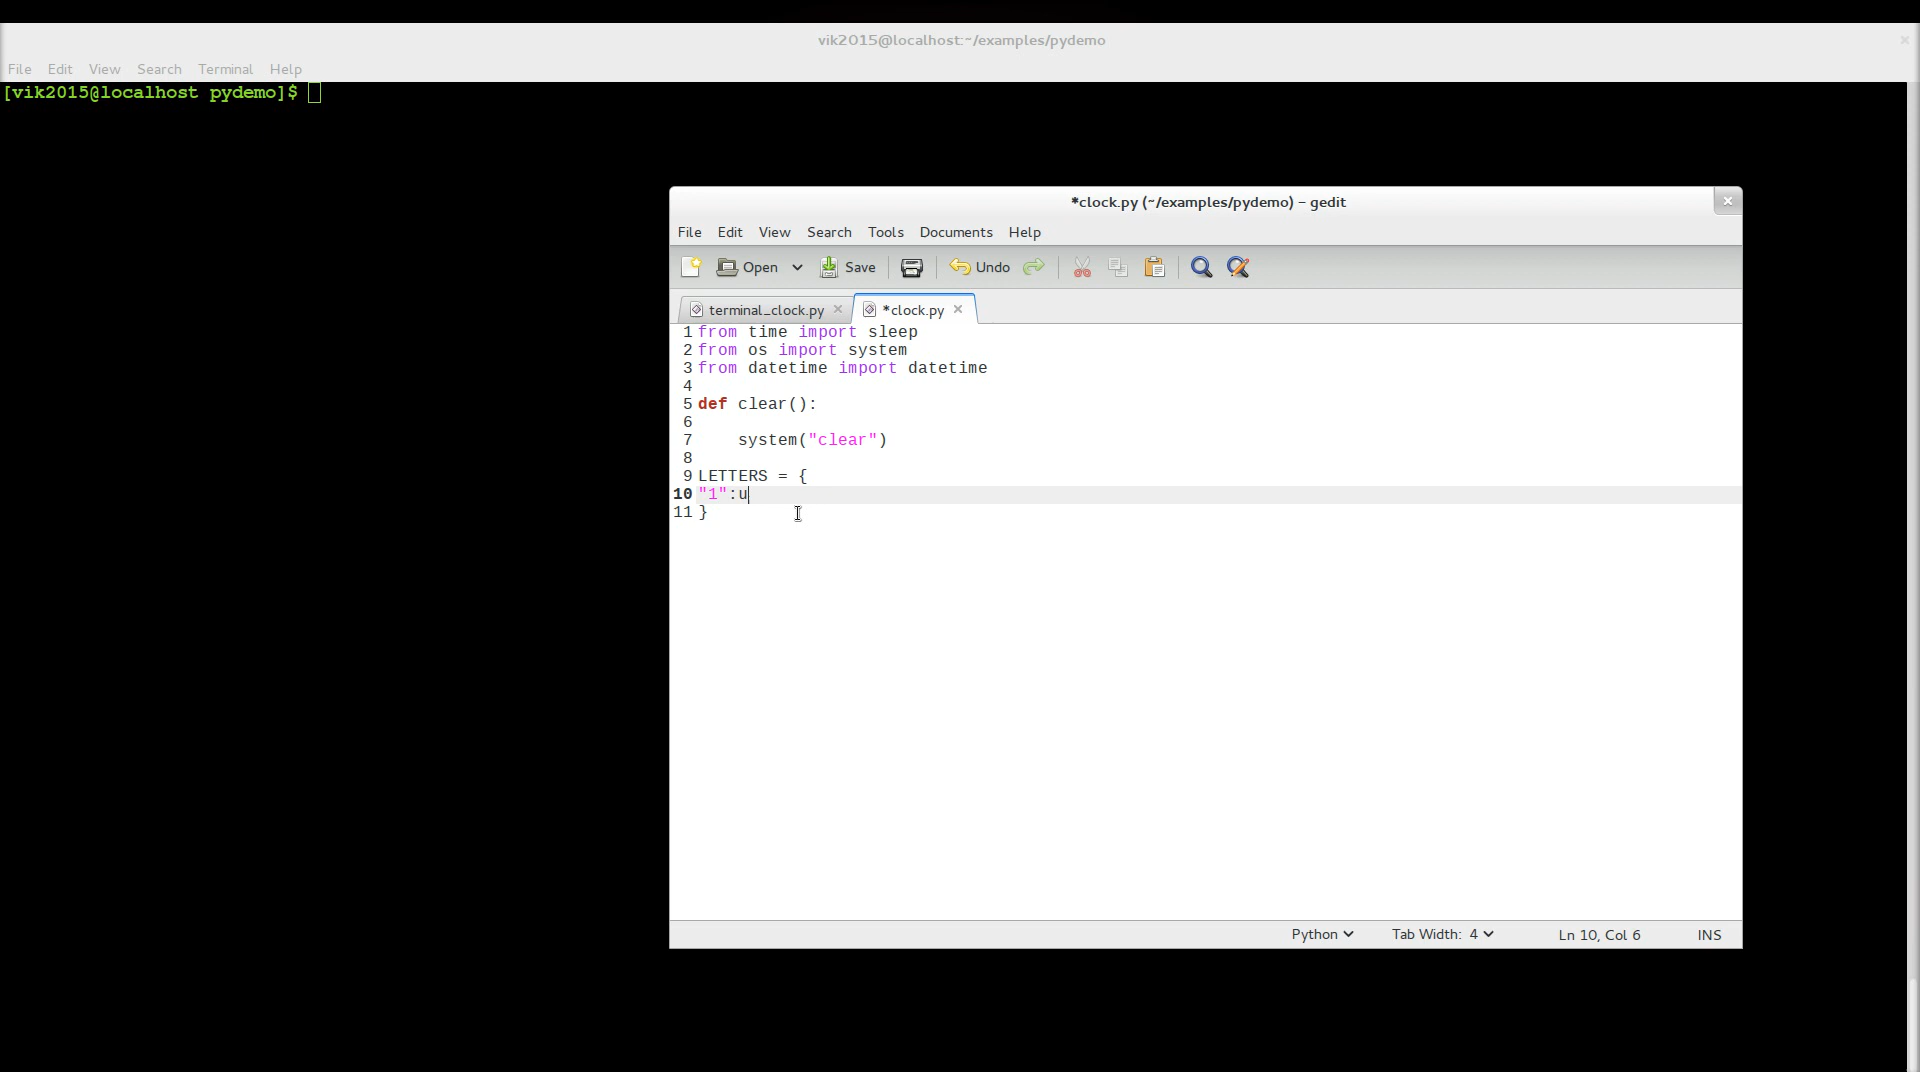 vik2015@localhost:~/examples/pydemo
File Edit View Search Terminal Help
[vik2015@localhost pydemo]$
*clock.py (~/examples/pydemo) – gedit
File Edit View Search Tools Documents Help
Open Save Undo
terminal_clock.py *clock.py
1 from time import sleep
2 from os import system
3 from datetime import datetime
4
5 def clear():
6
7     system("clear")
8
9 LETTERS = {
10 "1":u
11 }
Python Tab Width: 4 Ln 10, Col 6 INS